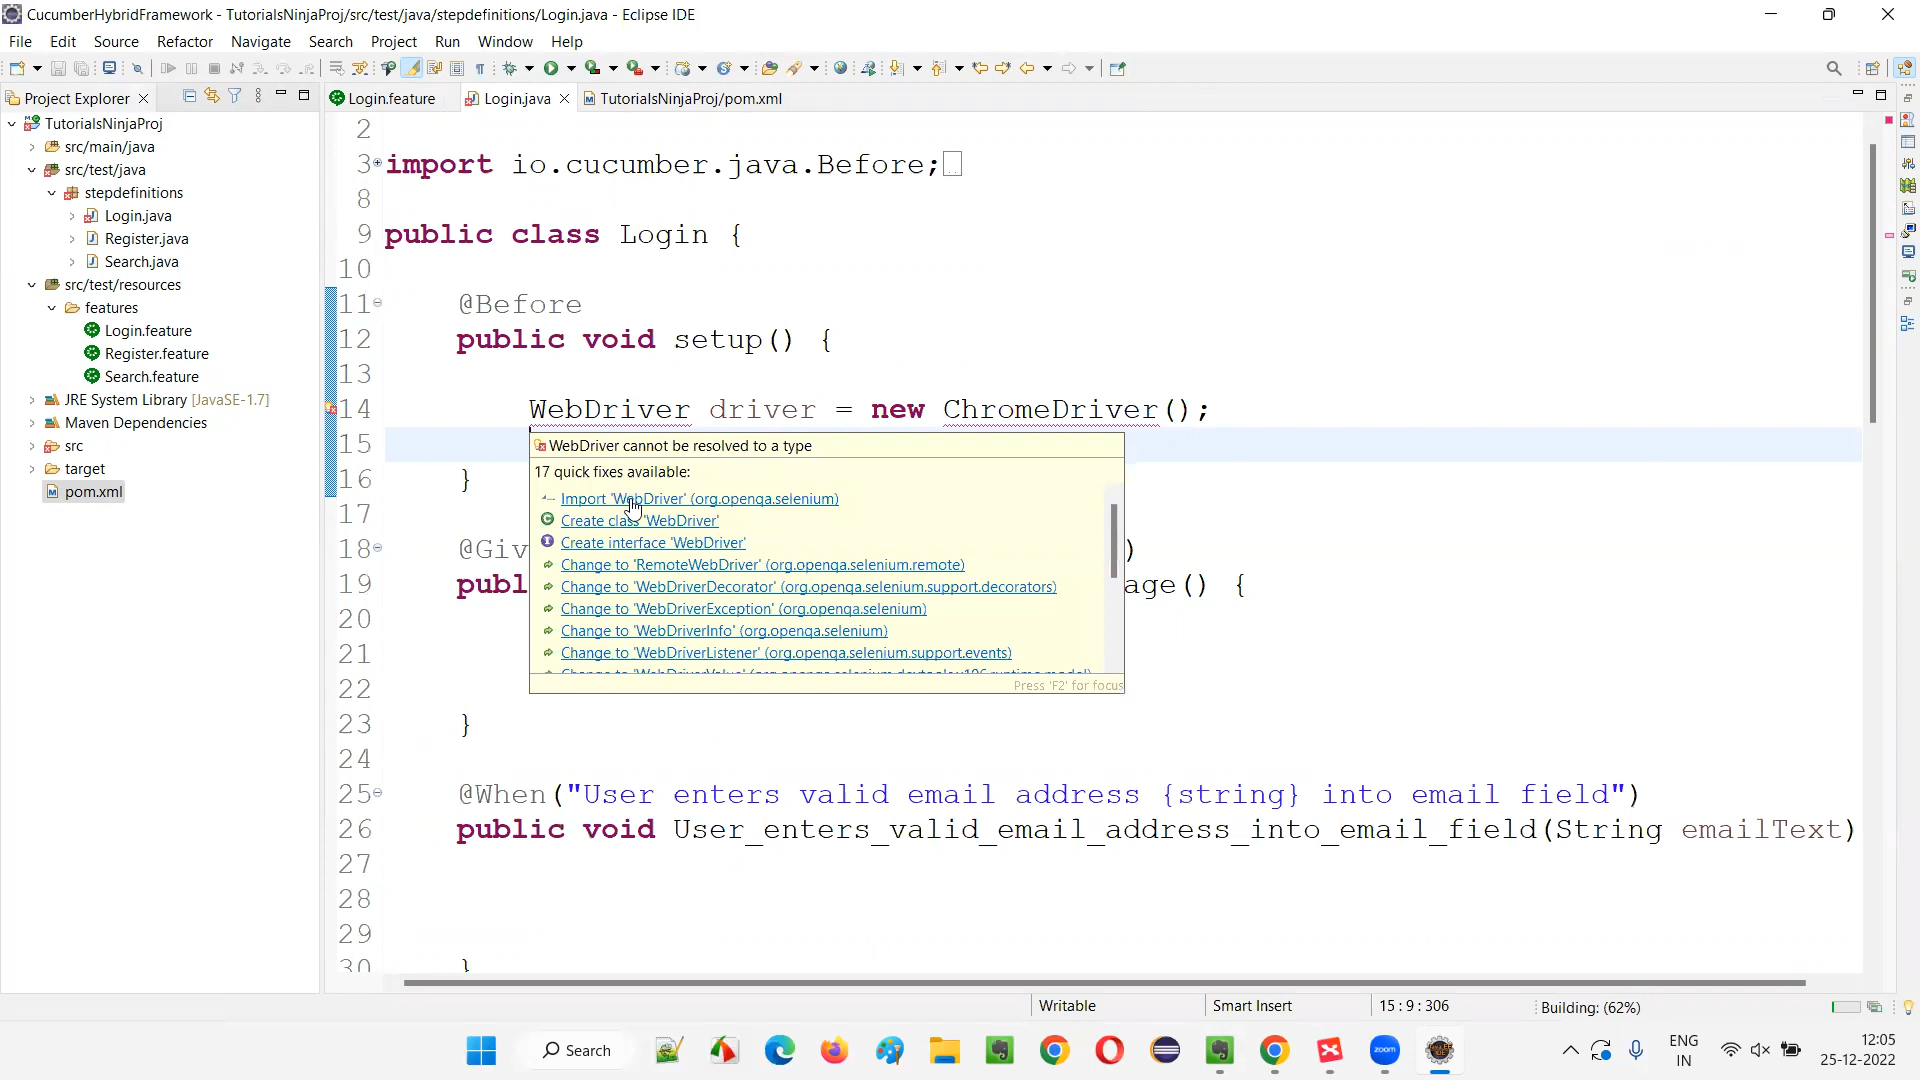 CucumberHybridFramework - TutorialsNinjaProj/src/test/java/stepdefinitions/Login.java - Eclipse IDE
File Edit Source Refactor Navigate Search Project Run Window Help
Project Explorer
Login.feature Login.java TutorialsNinjaProj/pom.xml
TutorialsNinjaProj
src/main/java
src/test/java
stepdefinitions
Login.java
Register.java
Search.java
src/test/resources
features
Login.feature
Register.feature
Search.feature
JRE System Library [JavaSE-1.7]
Maven Dependencies
src
target
pom.xml
2
3 import io.cucumber.java.Before;
8
9 public class Login {
10
11 @Before
12 public void setup() {
13
14 WebDriver driver = new ChromeDriver();
15
16 }
17
18 @Giv )
19 publ age() {
20
21
22
23 }
24
25 @When("User enters valid email address {string} into email field")
26 public void User_enters_valid_email_address_into_email_field(String emailText)
27
28
29
30 }
WebDriver cannot be resolved to a type
17 quick fixes available:
Import 'WebDriver' (org.openqa.selenium)
Create class 'WebDriver'
Create interface 'WebDriver'
Change to 'RemoteWebDriver' (org.openqa.selenium.remote)
Change to 'WebDriverDecorator' (org.openqa.selenium.support.decorators)
Change to 'WebDriverException' (org.openqa.selenium)
Change to 'WebDriverInfo' (org.openqa.selenium)
Change to 'WebDriverListener' (org.openqa.selenium.support.events)
Press 'F2' for focus
Writable Smart Insert 15 : 9 : 306 Building: (62%)
Search
zoom
ENG
IN
12:05
25-12-2022